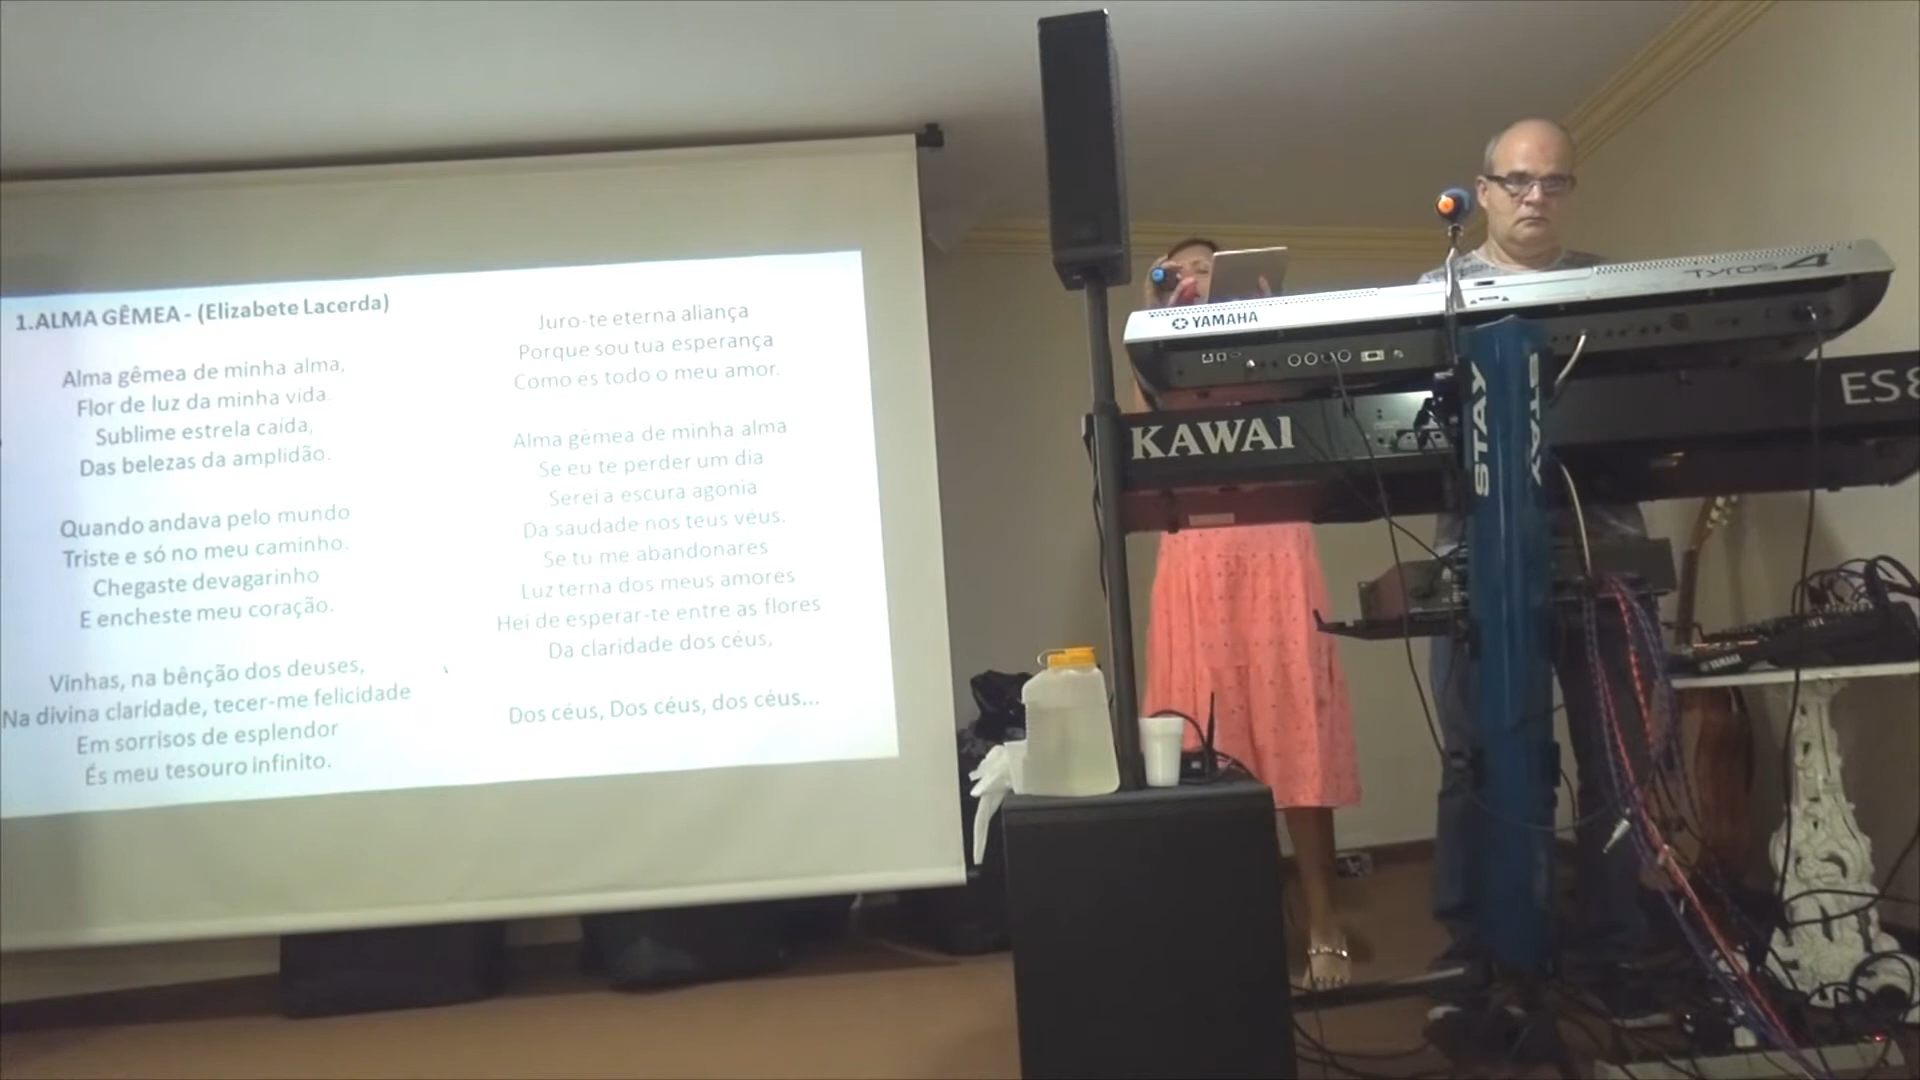 1.ALMA GÊMEA - (Elizabete Lacerda)
Alma gêmea de minha alma,
Flor de luz da minha vida.
Sublime estrela caída,
Das belezas da amplidão.
Quando andava pelo mundo
Triste e só no meu caminho.
Chegaste devagarinho
E encheste meu coração.
Vinhas, na bênção dos deuses,
Na divina claridade, tecer-me felicidade
Em sorrisos de esplendor
És meu tesouro infinito.
Juro-te eterna aliança
Porque sou tua esperança
Como es todo o meu amor.
Alma gêmea de minha alma
Se eu te perder um dia
Serei a escura agonia
Da saudade nos teus véus.
Se tu me abandonares
Luz terna dos meus amores
Hei de esperar-te entre as flores
Da claridade dos céus,
Dos céus, Dos céus, dos céus...
YAMAHA
Tyros4
KAWAI
ES8
STAY
STAY
YAMAHA